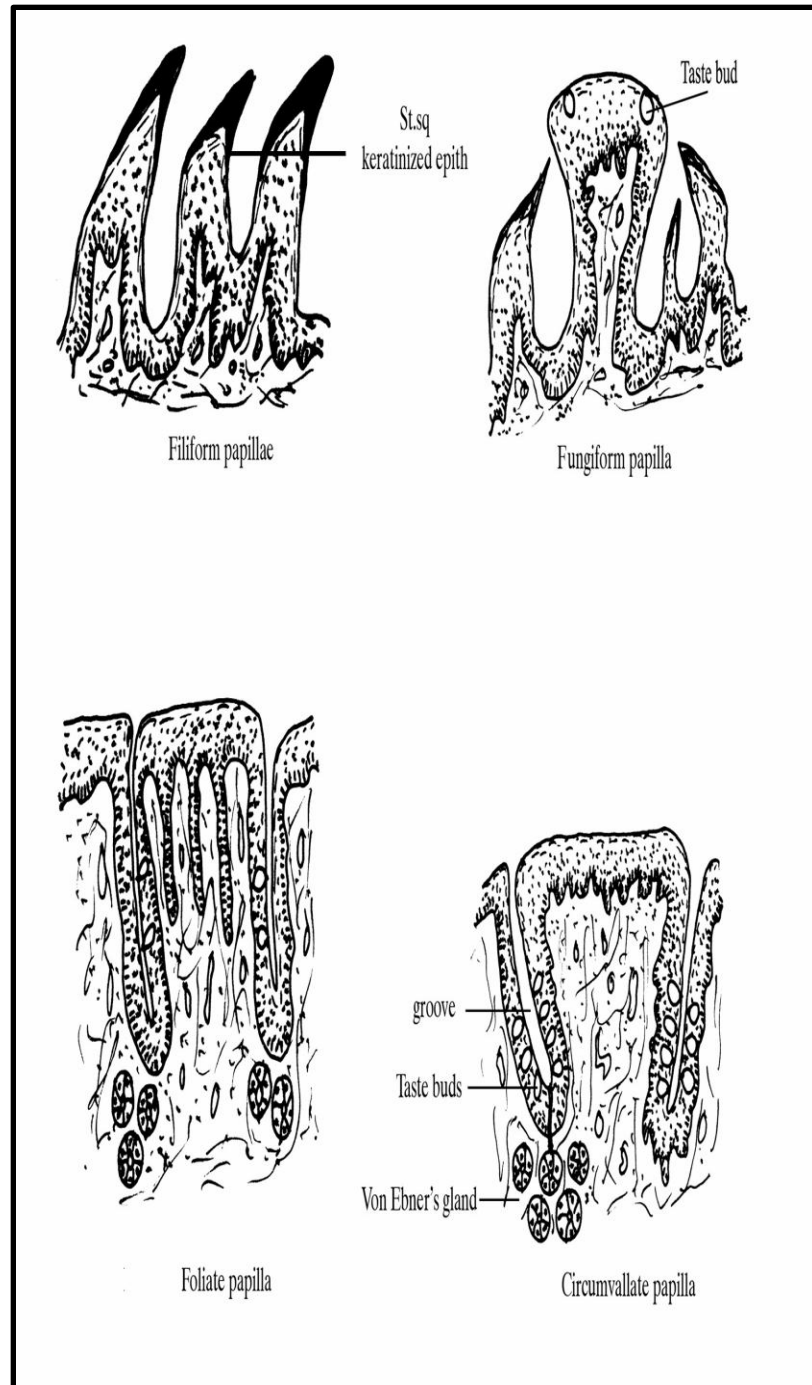 Taste bud
St.sq
keratinized epith
Filiform papillae
Fungiform papilla
groove
Taste buds
Von Ebner's gland
Foliate papilla
Circumvallate papilla